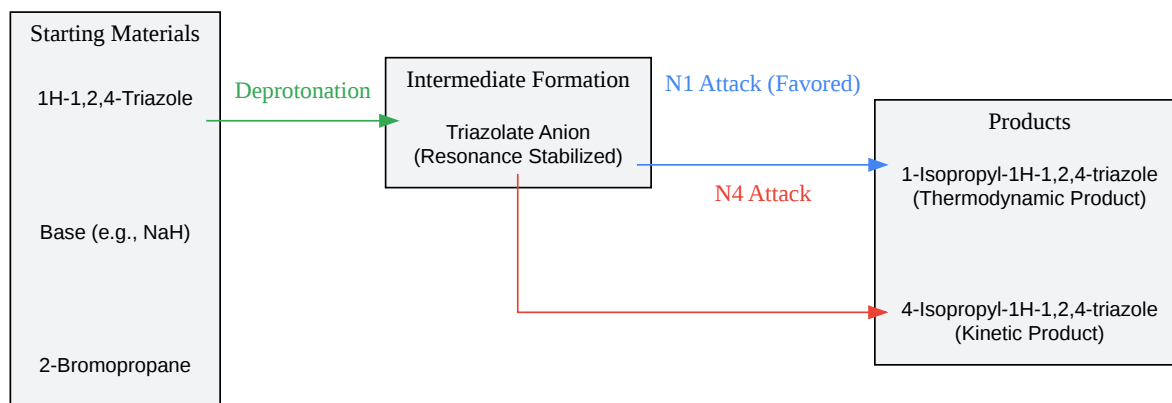 Starting Materials
1H-1,2,4-Triazole
Base (e.g., NaH)
2-Bromopropane
Deprotonation
Intermediate Formation
Triazolate Anion
(Resonance Stabilized)
N1 Attack (Favored)
N4 Attack
Products
1-Isopropyl-1H-1,2,4-triazole
(Thermodynamic Product)
4-Isopropyl-1H-1,2,4-triazole
(Kinetic Product)